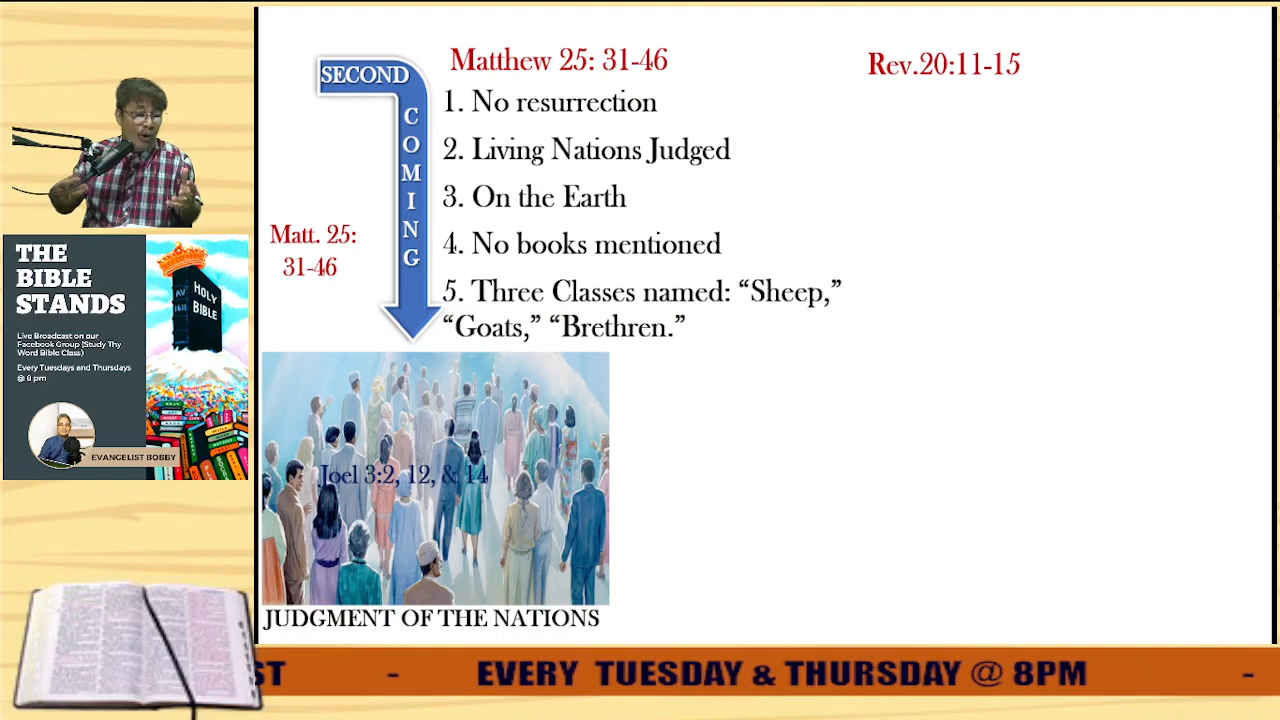 SECOND
COMING
Matthew 25: 31-46
Rev.20:11-15
1. No resurrection
2. Living Nations Judged
3. On the Earth
4. No books mentioned
5. Three Classes named: “Sheep,”
“Goats,” “Brethren.”
Matt. 25:
31-46
Joel 3:2, 12, & 14
JUDGMENT OF THE NATIONS
THE
BIBLE
STANDS
Live Broadcast on our
Facebook Group (Study Thy
Word Bible Class)
Every Tuesdays and Thursdays
@ 8 pm
EVANGELIST BOBBY
AV
1611
HOLY
BIBLE
ST - EVERY TUESDAY & THURSDAY @ 8PM -